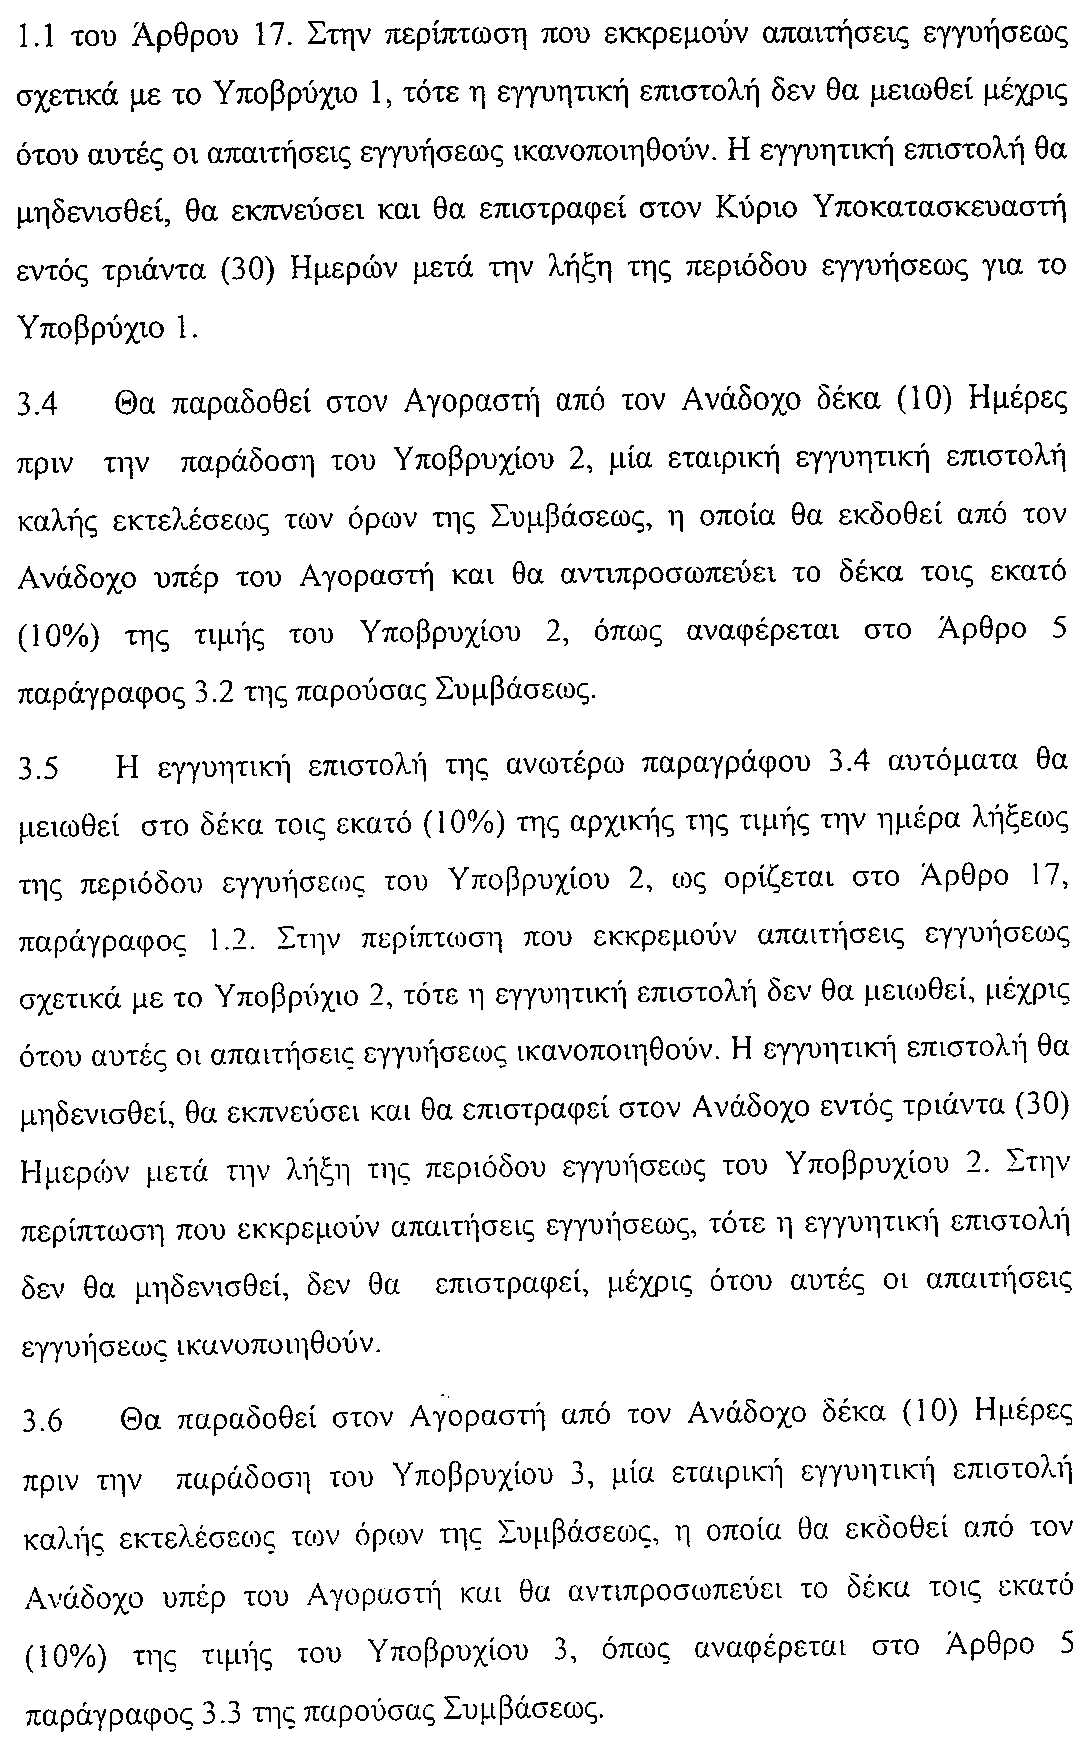 1.1 του Άρθρου 17. Στην περίπτωση που εκκρεμούν απαιτήσεις εγγυήσεως
σχετικά με το Υποβρύχιο 1, τότε η εγγυητική επιστολή δεν θα μειωθεί μέχρις
ότου αυτές οι απαιτήσεις εγγυήσεως ικανοποιηθούν. Η εγγυητική επιστολή θα
μηδενισθεί, θα εκπνεύσει και θα επιστραφεί στον Κύριο Υποκατασκευαστή
εντός τριάντα (30) Ημερών μετά την λήξη της περιόδου εγγυήσεως για το
Υποβρύχιο 1.
3.4 Θα παραδοθεί στον Αγοραστή από τον Ανάδοχο δέκα (10) Ημέρες
πριν την παράδοση του Υποβρυχίου 2, μία εταιρική εγγυητική επιστολή
καλής εκτελέσεως των όρων της Συμβάσεως, η οποία θα εκδοθεί από τον
Ανάδοχο υπέρ του Αγοραστή και θα αντιπροσωπεύει το δέκα τοις εκατό
(10%) της τιμής του Υποβρυχίου 2, όπως αναφέρεται στο Άρθρο 5
παράγραφος 3.2 της παρούσας Συμβάσεως.
3.5 Η εγγυητική επιστολή της ανωτέρω παραγράφου 3.4 αυτόματα θα
μειωθεί στο δέκα τοις εκατό (10%) της αρχικής της τιμής την ημέρα λήξεως
της περιόδου εγγυήσεως του Υποβρυχίου 2, ως ορίζεται στο Άρθρο 17,
παράγραφος 1.2. Στην περίπτωση που εκκρεμούν απαιτήσεις εγγυήσεως
σχετικά με το Υποβρύχιο 2, τότε η εγγυητική επιστολή δεν θα μειωθεί, μέχρις
ότου αυτές οι απαιτήσεις εγγυήσεως ικανοποιηθούν. Η εγγυητική επιστολή θα
μηδενισθεί, θα εκπνεύσει και θα επιστραφεί στον Ανάδοχο εντός τριάντα (30)
Ημερών μετά την λήξη της περιόδου εγγυήσεως του Υποβρυχίου 2. Στην
περίπτωση που εκκρεμούν απαιτήσεις εγγυήσεως, τότε η εγγυητική επιστολή
δεν θα μηδενισθεί, δεν θα επιστραφεί, μέχρις ότου αυτές οι απαιτήσεις
εγγυήσεως ικανοποιηθούν.
3.6 Θα παραδοθεί στον Αγοραστή από τον Ανάδοχο δέκα (10) Ημέρες
πριν την παράδοση του Υποβρυχίου 3, μία εταιρική εγγυητική επιστολή
καλής εκτελέσεως των όρων της Συμβάσεως, η οποία θα εκδοθεί από τον
Ανάδοχο υπέρ του Αγοραστή και θα αντιπροσωπεύει το δέκα τοις εκατό
(10%) της τιμής του Υποβρυχίου 3, όπως αναφέρεται στο Άρθρο 5
παράγραφος 3.3 της παρούσας Συμβάσεως.